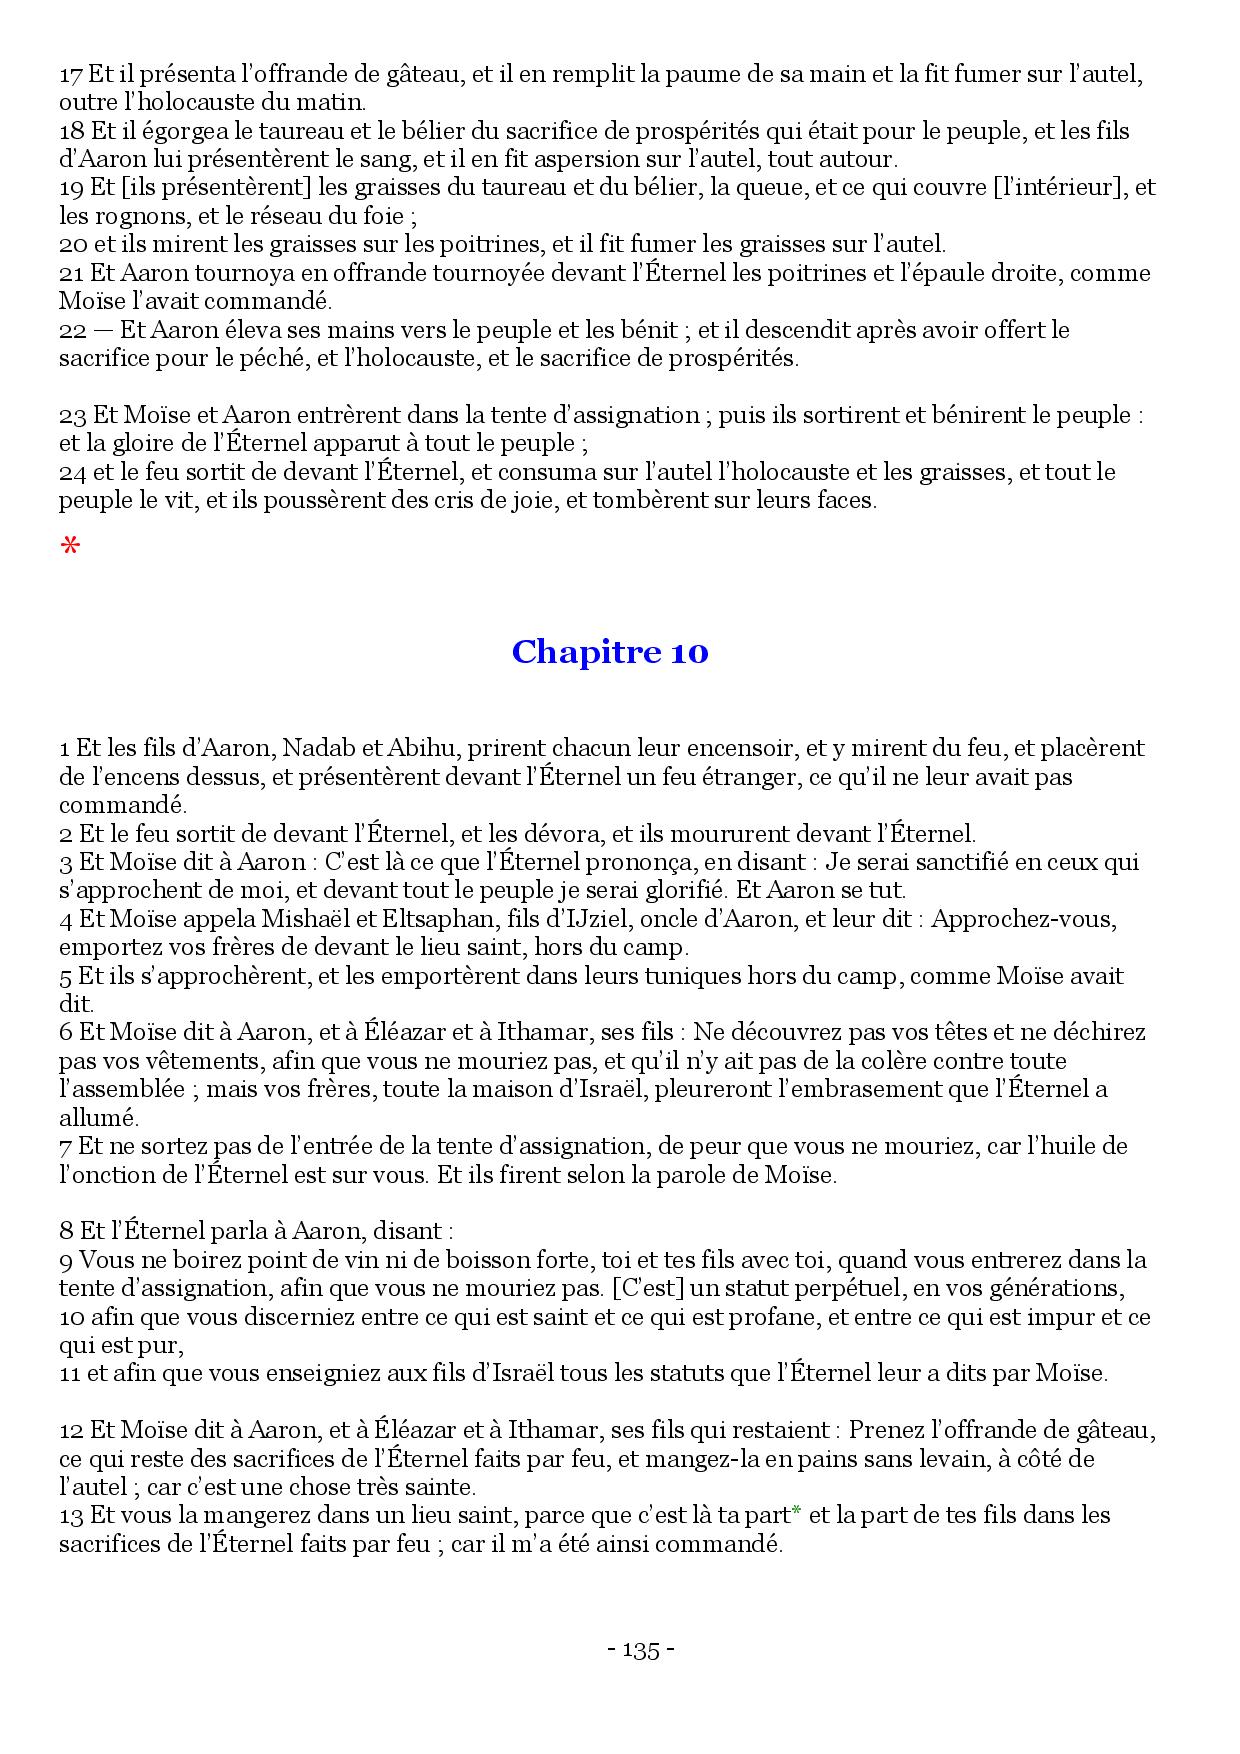 17 Et il présenta l’offrande de gâteau, et il en remplit la paume de sa main et la fit fumer sur l’autel,
outre l’holocauste du matin.
18 Et il égorgea le taureau et le bélier du sacrifice de prospérités qui était pour le peuple, et les fils
d’Aaron lui présentèrent le sang, et il en fit aspersion sur l’autel, tout autour.
19 Et [ils présentèrent] les graisses du taureau et du bélier, la queue, et ce qui couvre [l’intérieur], et
les rognons, et le réseau du foie ;
20 et ils mirent les graisses sur les poitrines, et il fit fumer les graisses sur l’autel.
21 Et Aaron tournoya en offrande tournoyée devant l’Éternel les poitrines et l’épaule droite, comme
Moïse l’avait commandé.
22 — Et Aaron éleva ses mains vers le peuple et les bénit ; et il descendit après avoir offert le
sacrifice pour le péché, et l’holocauste, et le sacrifice de prospérités.
23 Et Moïse et Aaron entrèrent dans la tente d’assignation ; puis ils sortirent et bénirent le peuple :
et la gloire de l’Éternel apparut à tout le peuple ;
24 et le feu sortit de devant l’Éternel, et consuma sur l’autel l’holocauste et les graisses, et tout le
peuple le vit, et ils poussèrent des cris de joie, et tombèrent sur leurs faces.
*
Chapitre 10
1 Et les fils d’Aaron, Nadab et Abihu, prirent chacun leur encensoir, et y mirent du feu, et placèrent
de l’encens dessus, et présentèrent devant l’Éternel un feu étranger, ce qu’il ne leur avait pas
commandé.
2 Et le feu sortit de devant l’Éternel, et les dévora, et ils moururent devant l’Éternel.
3 Et Moïse dit à Aaron : C’est là ce que l’Éternel prononça, en disant : Je serai sanctifié en ceux qui
s’approchent de moi, et devant tout le peuple je serai glorifié. Et Aaron se tut.
4 Et Moïse appela Mishaël et Eltsaphan, fils d’IJziel, oncle d’Aaron, et leur dit : Approchez-vous,
emportez vos frères de devant le lieu saint, hors du camp.
5 Et ils s’approchèrent, et les emportèrent dans leurs tuniques hors du camp, comme Moïse avait
dit.
6 Et Moïse dit à Aaron, et à Éléazar et à Ithamar, ses fils : Ne découvrez pas vos têtes et ne déchirez
pas vos vêtements, afin que vous ne mouriez pas, et qu’il n’y ait pas de la colère contre toute
l’assemblée ; mais vos frères, toute la maison d’Israël, pleureront l’embrasement que l’Éternel a
allumé.
7 Et ne sortez pas de l’entrée de la tente d’assignation, de peur que vous ne mouriez, car l’huile de
l’onction de l’Éternel est sur vous. Et ils firent selon la parole de Moïse.
8 Et l’Éternel parla à Aaron, disant :
9 Vous ne boirez point de vin ni de boisson forte, toi et tes fils avec toi, quand vous entrerez dans la
tente d’assignation, afin que vous ne mouriez pas. [C’est] un statut perpétuel, en vos générations,
10 afin que vous discerniez entre ce qui est saint et ce qui est profane, et entre ce qui est impur et ce
qui est pur,
11 et afin que vous enseigniez aux fils d’Israël tous les statuts que l’Éternel leur a dits par Moïse.
12 Et Moïse dit à Aaron, et à Éléazar et à Ithamar, ses fils qui restaient : Prenez l’offrande de gâteau,
ce qui reste des sacrifices de l’Éternel faits par feu, et mangez-la en pains sans levain, à côté de
l’autel ; car c’est une chose très sainte.
13 Et vous la mangerez dans un lieu saint, parce que c’est là ta part* et la part de tes fils dans les
sacrifices de l’Éternel faits par feu ; car il m’a été ainsi commandé.
- 135 -